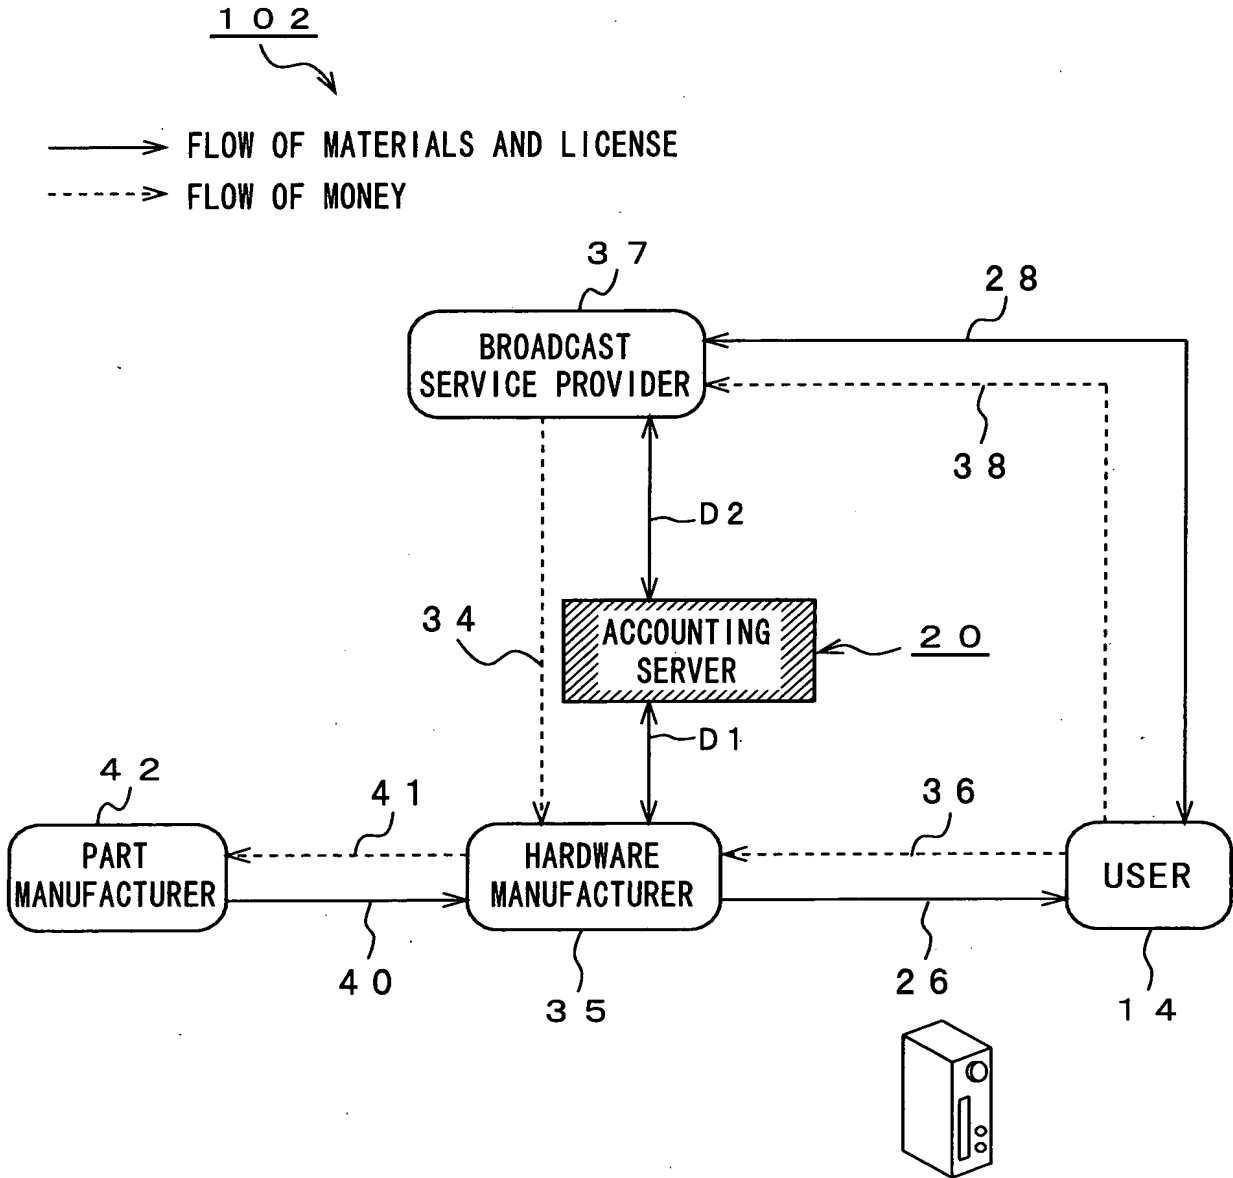 102
FLOW OF MATERIALS AND LICENSE
FLOW OF MONEY
37
28
BROADCAST
SERVICE PROVIDER
38
D2
34
ACCOUNTING
SERVER
20
D1
42
41
36
PART
MANUFACTURER
HARDWARE
MANUFACTURER
USER
40
35
26
14